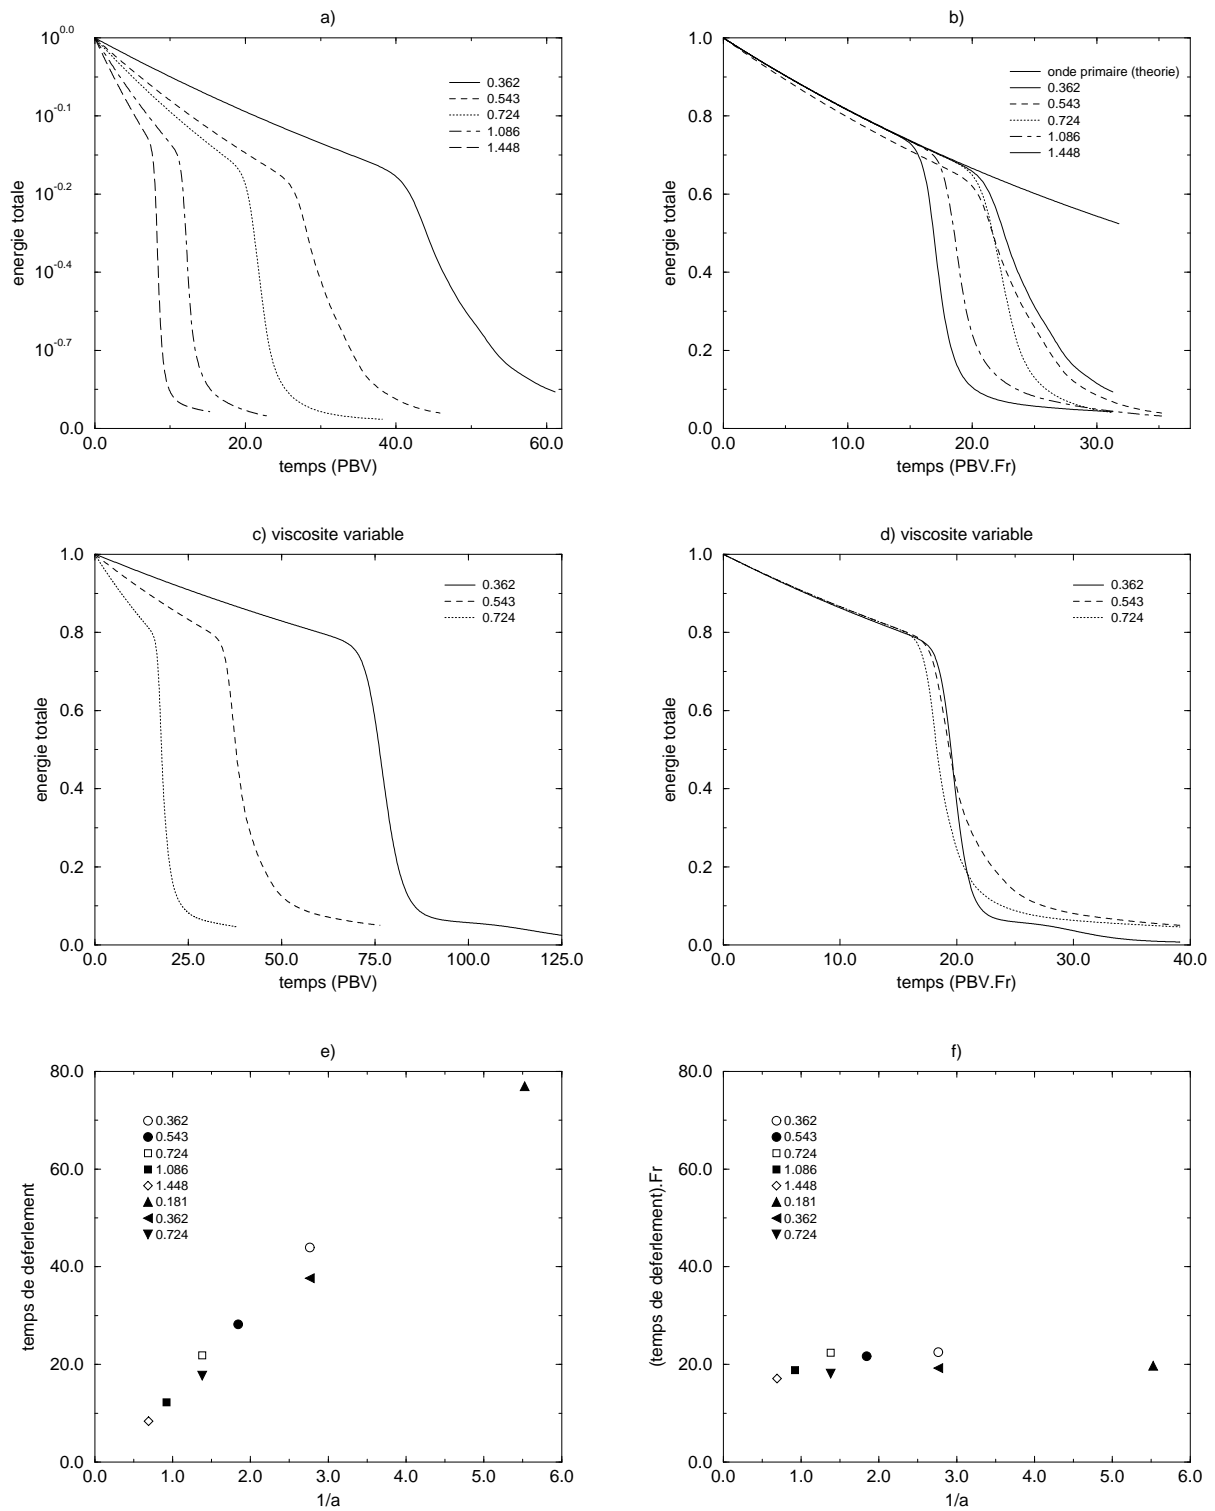 a)
10^0.0
10^-0.1
10^-0.2
10^-0.4
10^-0.7
0.0
energie totale
0.0 20.0 40.0 60.0
temps (PBV)
0.362
0.543
0.724
1.086
1.448
b)
1.0
0.8
0.6
0.4
0.2
0.0
energie totale
0.0 10.0 20.0 30.0
temps (PBV.Fr)
onde primaire (theorie)
0.362
0.543
0.724
1.086
1.448
c) viscosite variable
1.0
0.8
0.6
0.4
0.2
0.0
energie totale
0.0 25.0 50.0 75.0 100.0 125.0
temps (PBV)
0.362
0.543
0.724
d) viscosite variable
1.0
0.8
0.6
0.4
0.2
0.0
energie totale
0.0 10.0 20.0 30.0 40.0
temps (PBV.Fr)
0.362
0.543
0.724
e)
80.0
60.0
40.0
20.0
0.0
temps de deferlement
0.0 1.0 2.0 3.0 4.0 5.0 6.0
1/a
0.362
0.543
0.724
1.086
1.448
0.181
0.362
0.724
f)
80.0
60.0
40.0
20.0
0.0
(temps de deferlement).Fr
0.0 1.0 2.0 3.0 4.0 5.0 6.0
1/a
0.362
0.543
0.724
1.086
1.448
0.181
0.362
0.724